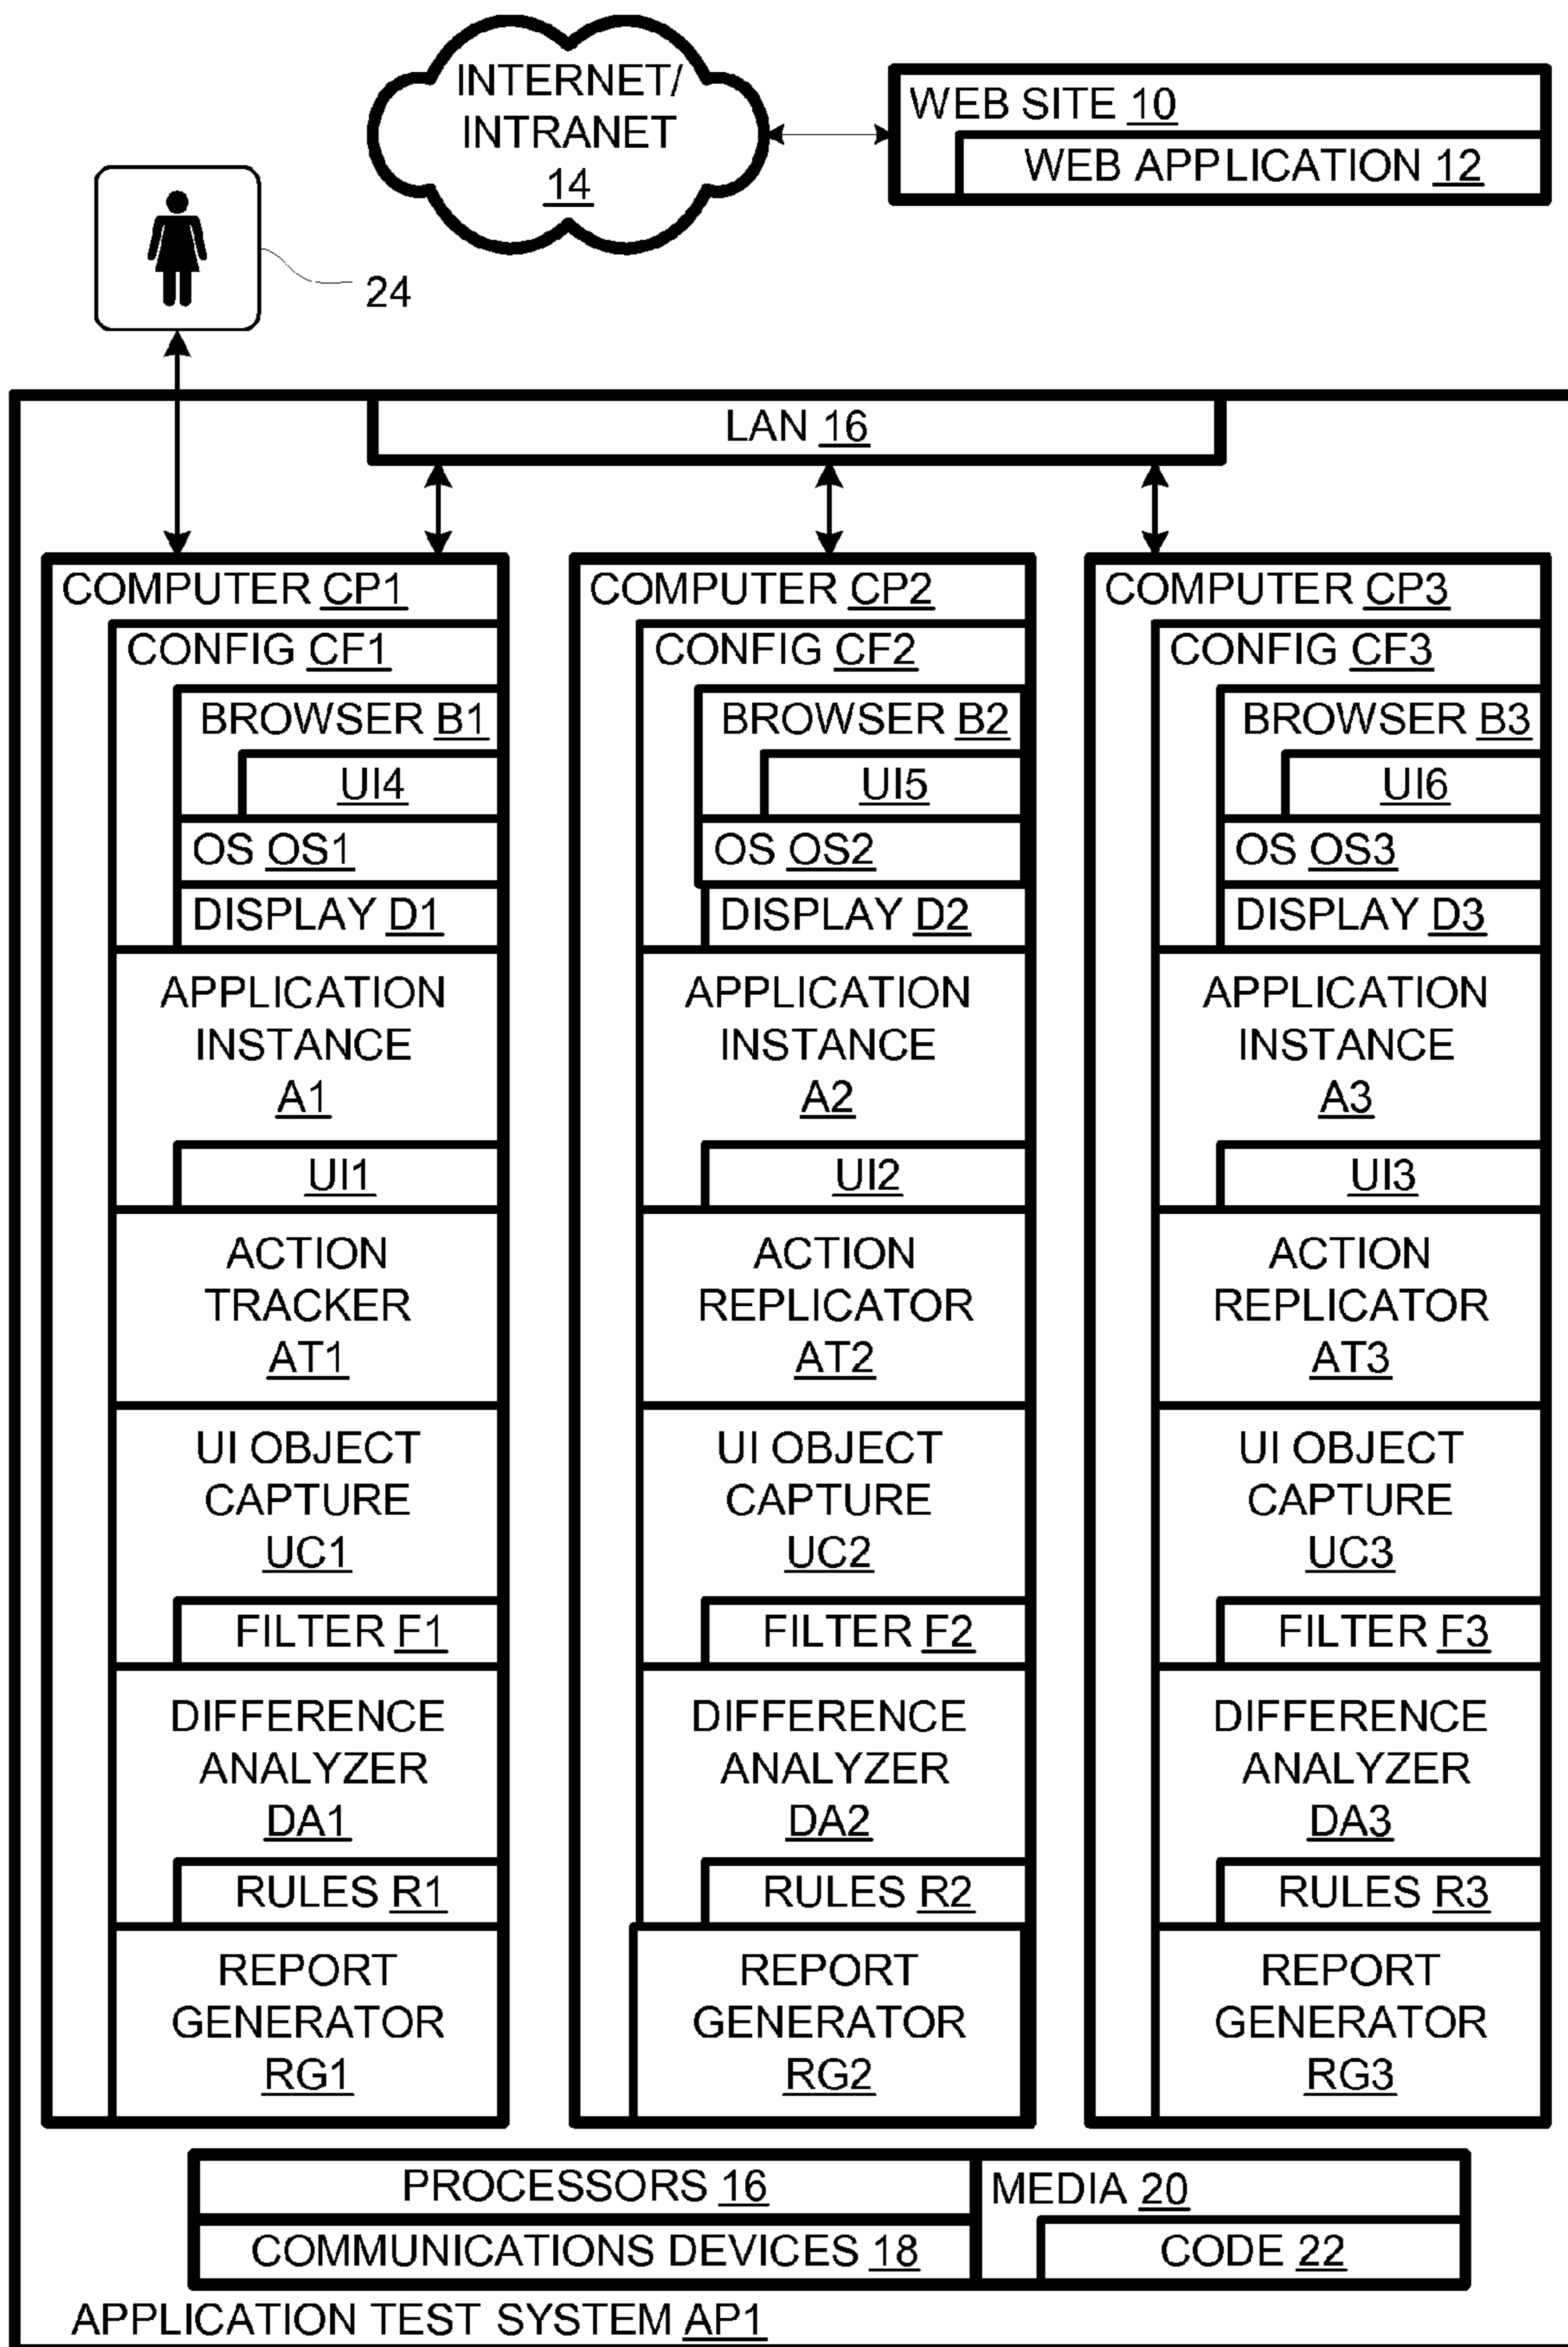 INTERNET/
INTRANET
14
WEB SITE 10
WEB APPLICATION 12
24
LAN 16
COMPUTER CP1
CONFIG CF1
BROWSER B1
UI4
OS OS1
DISPLAY D1
APPLICATION
INSTANCE
A1
UI1
ACTION
TRACKER
AT1
UI OBJECT
CAPTURE
UC1
FILTER F1
DIFFERENCE
ANALYZER
DA1
RULES R1
REPORT
GENERATOR
RG1
COMPUTER CP2
CONFIG CF2
BROWSER B2
UI5
OS OS2
DISPLAY D2
APPLICATION
INSTANCE
A2
UI2
ACTION
REPLICATOR
AT2
UI OBJECT
CAPTURE
UC2
FILTER F2
DIFFERENCE
ANALYZER
DA2
RULES R2
REPORT
GENERATOR
RG2
COMPUTER CP3
CONFIG CF3
BROWSER B3
UI6
OS OS3
DISPLAY D3
APPLICATION
INSTANCE
A3
UI3
ACTION
REPLICATOR
AT3
UI OBJECT
CAPTURE
UC3
FILTER F3
DIFFERENCE
ANALYZER
DA3
RULES R3
REPORT
GENERATOR
RG3
PROCESSORS 16
COMMUNICATIONS DEVICES 18
MEDIA 20
CODE 22
APPLICATION TEST SYSTEM AP1